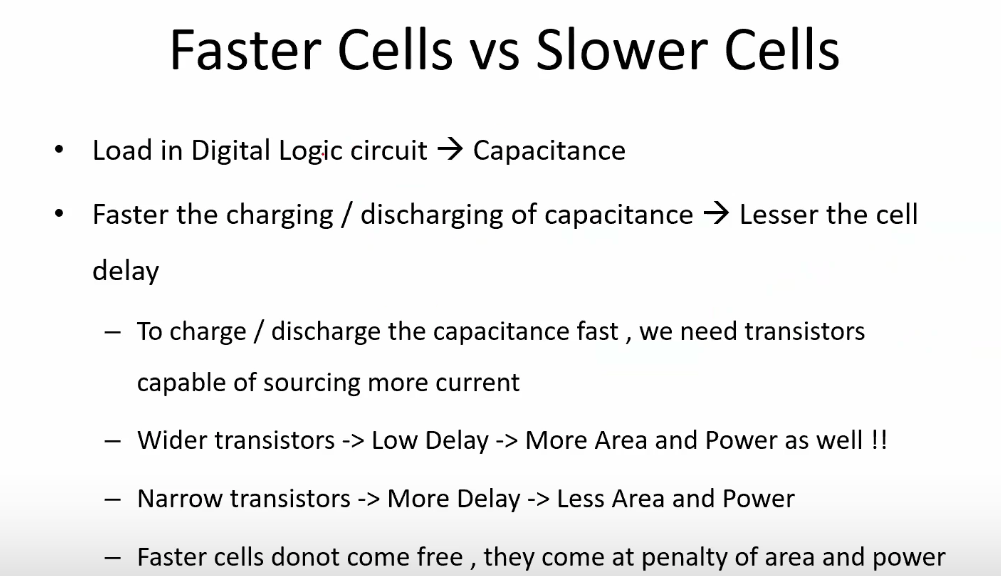 Faster Cells vs Slower Cells
• Load in Digital Logic circuit → Capacitance
• Faster the charging / discharging of capacitance → Lesser the cell
delay
– To charge / discharge the capacitance fast , we need transistors
capable of sourcing more current
– Wider transistors -> Low Delay -> More Area and Power as well !!
– Narrow transistors -> More Delay -> Less Area and Power
– Faster cells donot come free , they come at penalty of area and power